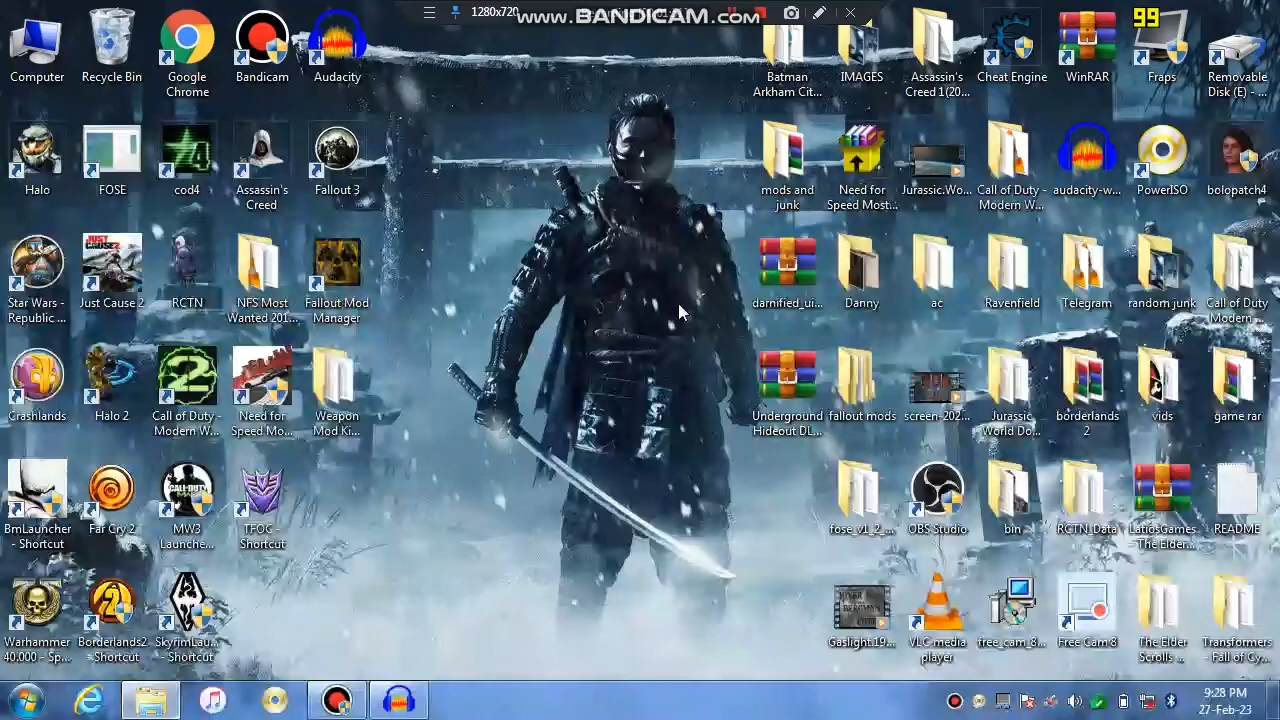 1280x720
www.BANDICAM.com
99
Computer
Recycle Bin
Google
Chrome
Bandicam
Audacity
Batman
Arkham Cit...
IMAGES
Assassin's
Creed 1(20...
Cheat Engine
WinRAR
Fraps
Removable
Disk (E) - ...
Halo
FOSE
cod4
Assassin's
Creed
Fallout 3
mods and
junk
Need for
Speed Most...
Jurassic.Wo...
Call of Duty -
Modern W...
audacity-w...
PowerISO
bolopatch4
Star Wars -
Republic ...
Just Cause 2
RCTN
NFS Most
Wanted 201...
Fallout Mod
Manager
darnified_ui...
Danny
ac
Ravenfield
Telegram
random junk
Call of Duty
Modern ...
Crashlands
Halo 2
Call of Duty -
Modern W...
Need for
Speed Mo...
Weapon
Mod Ki...
Underground
Hideout DL...
fallout mods
screen-202...
Jurassic
World Do...
borderlands
2
vids
game rar
BmLauncher
- Shortcut
Far Cry 2
MW3
Launche...
TFOC -
Shortcut
fose_v1_2_...
OBS Studio
bin
RCTN_Data
LatiosGames
- The Elder...
README
Warhammer
40,000 - Sp...
Borderlands2
- Shortcut
SkyrimLau...
- Shortcut
Gaslight.19...
VLC media
player
free_cam_8...
Free Cam 8
The Elder
Scrolls ...
Transformers
- Fall of Cy...
9:28 PM
27-Feb-23